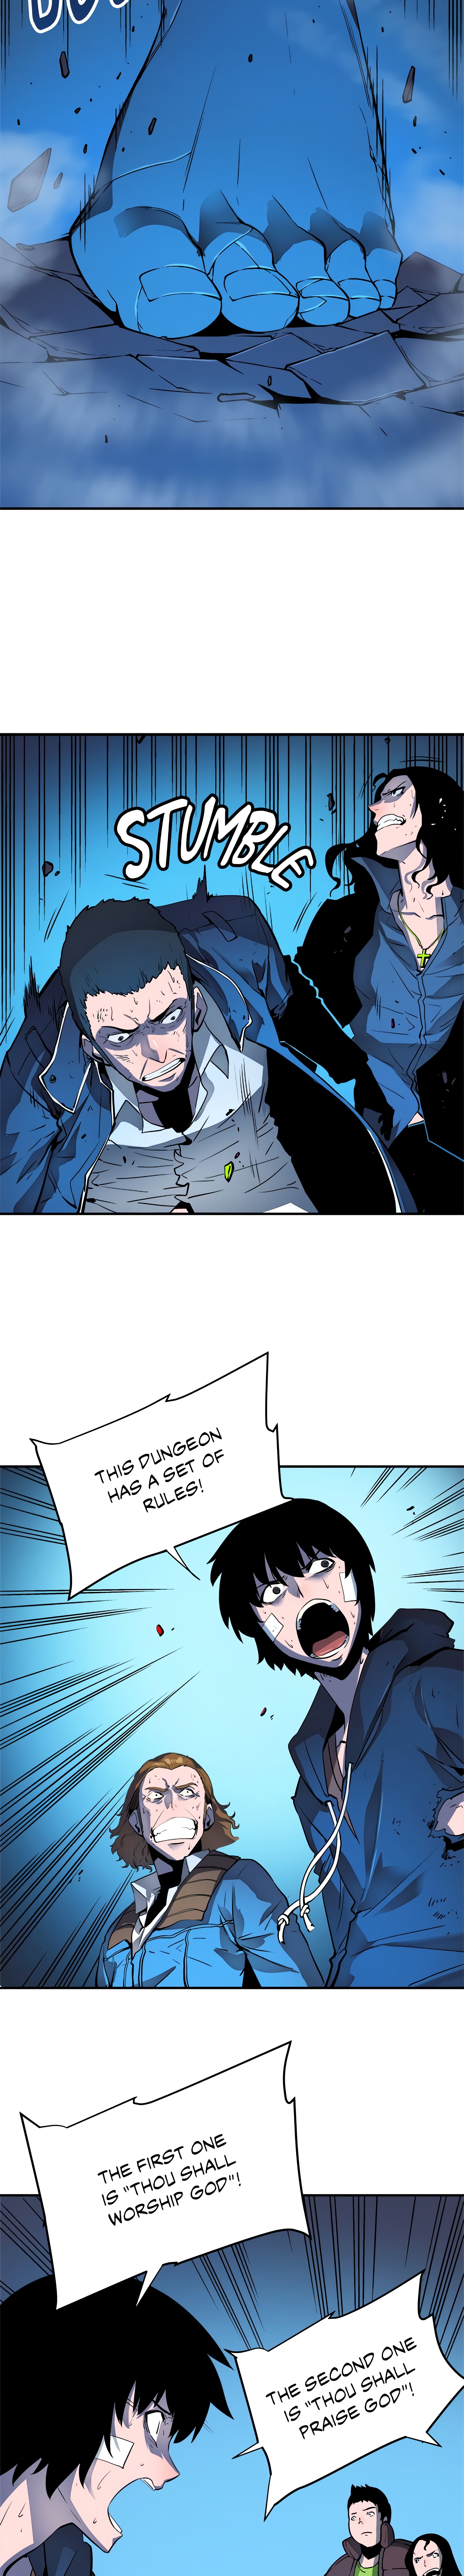 STUMBLE
THIS DUNGEON
HAS A SET OF
RULES!
THE FIRST ONE
IS "THOU SHALL
WORSHIP GOD"!
THE SECOND ONE
IS "THOU SHALL
PRAISE GOD"!